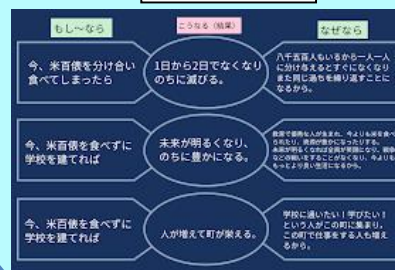 もし〜なら
こうなる（結果）
なぜなら
今、米百俵を分け合い
食べてしまったら
1日から2日でなくなり
のちに滅びる。
八千五百人もいるから一人一人
に分け与えるとすぐになくなり
また同じ過ちを繰り返すことに
なるから。
今、米百俵を食べずに
学校を建てれば
未来が明るくなり、
のちに豊かになる。
今、米百俵を食べずに
学校を建てれば
人が増えて町が栄える。
学校に通いたい！学びたい！
という人がこの町に集まり、
この町で仕事をする人も増え
るから。